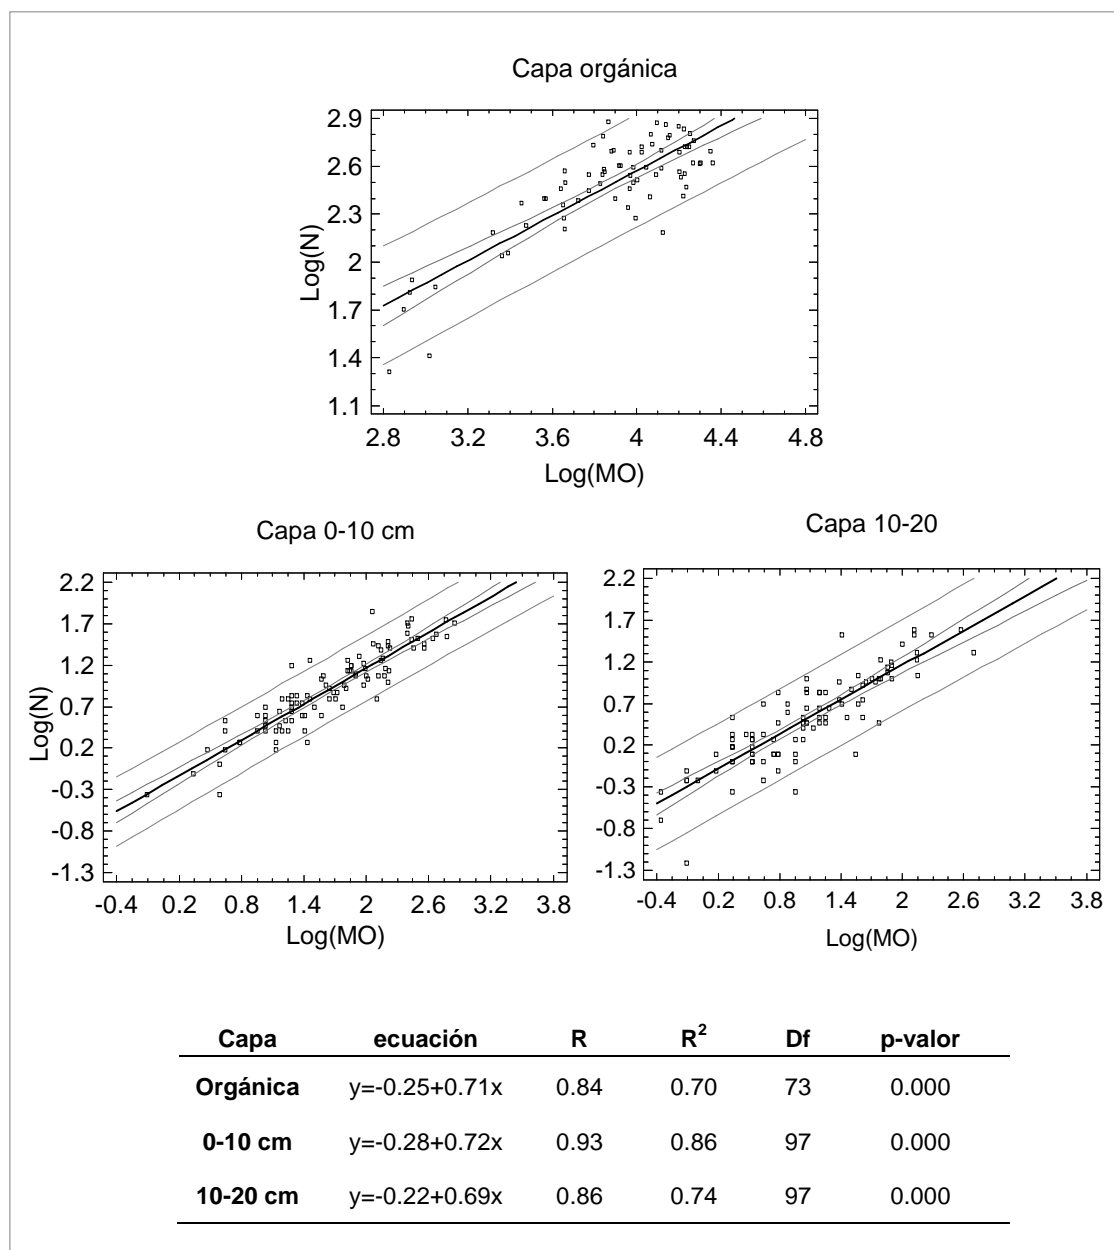 Capa orgánica
Log(N)
2.9
2.6
2.3
2
1.7
1.4
1.1
2.8 3.2 3.6 4 4.4 4.8
Log(MO)
Capa 0-10 cm
Log(N)
2.2
1.7
1.2
0.7
0.2
-0.3
-0.8
-1.3
-0.4 0.2 0.8 1.4 2 2.6 3.2 3.8
Log(MO)
Capa 10-20
Log(N)
2.2
1.7
1.2
0.7
0.2
-0.3
-0.8
-1.3
-0.4 0.2 0.8 1.4 2 2.6 3.2 3.8
Log(MO)
Capa ecuación R R² Df p-valor
Orgánica y=-0.25+0.71x 0.84 0.70 73 0.000
0-10 cm y=-0.28+0.72x 0.93 0.86 97 0.000
10-20 cm y=-0.22+0.69x 0.86 0.74 97 0.000